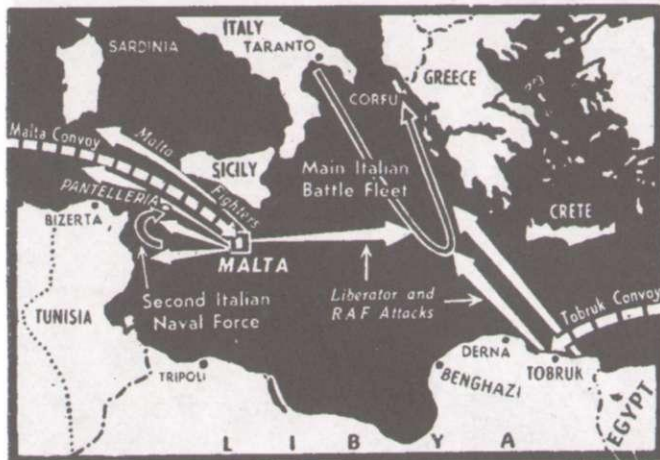 SARDINIA
ITALY
TARANTO
GREECE
CORFU
Malta Convoy
Malta
Fighters
SICILY
Main Italian
Battle Fleet
PANTELLERIA
BIZERTA
CRETE
MALTA
Second Italian
Naval Force
Liberator and
R.A.F Attacks
Tobruk Convoy
TUNISIA
TRIPOLI
DERNA
BENGHAZI
TOBRUK
EGYPT
LIBYA